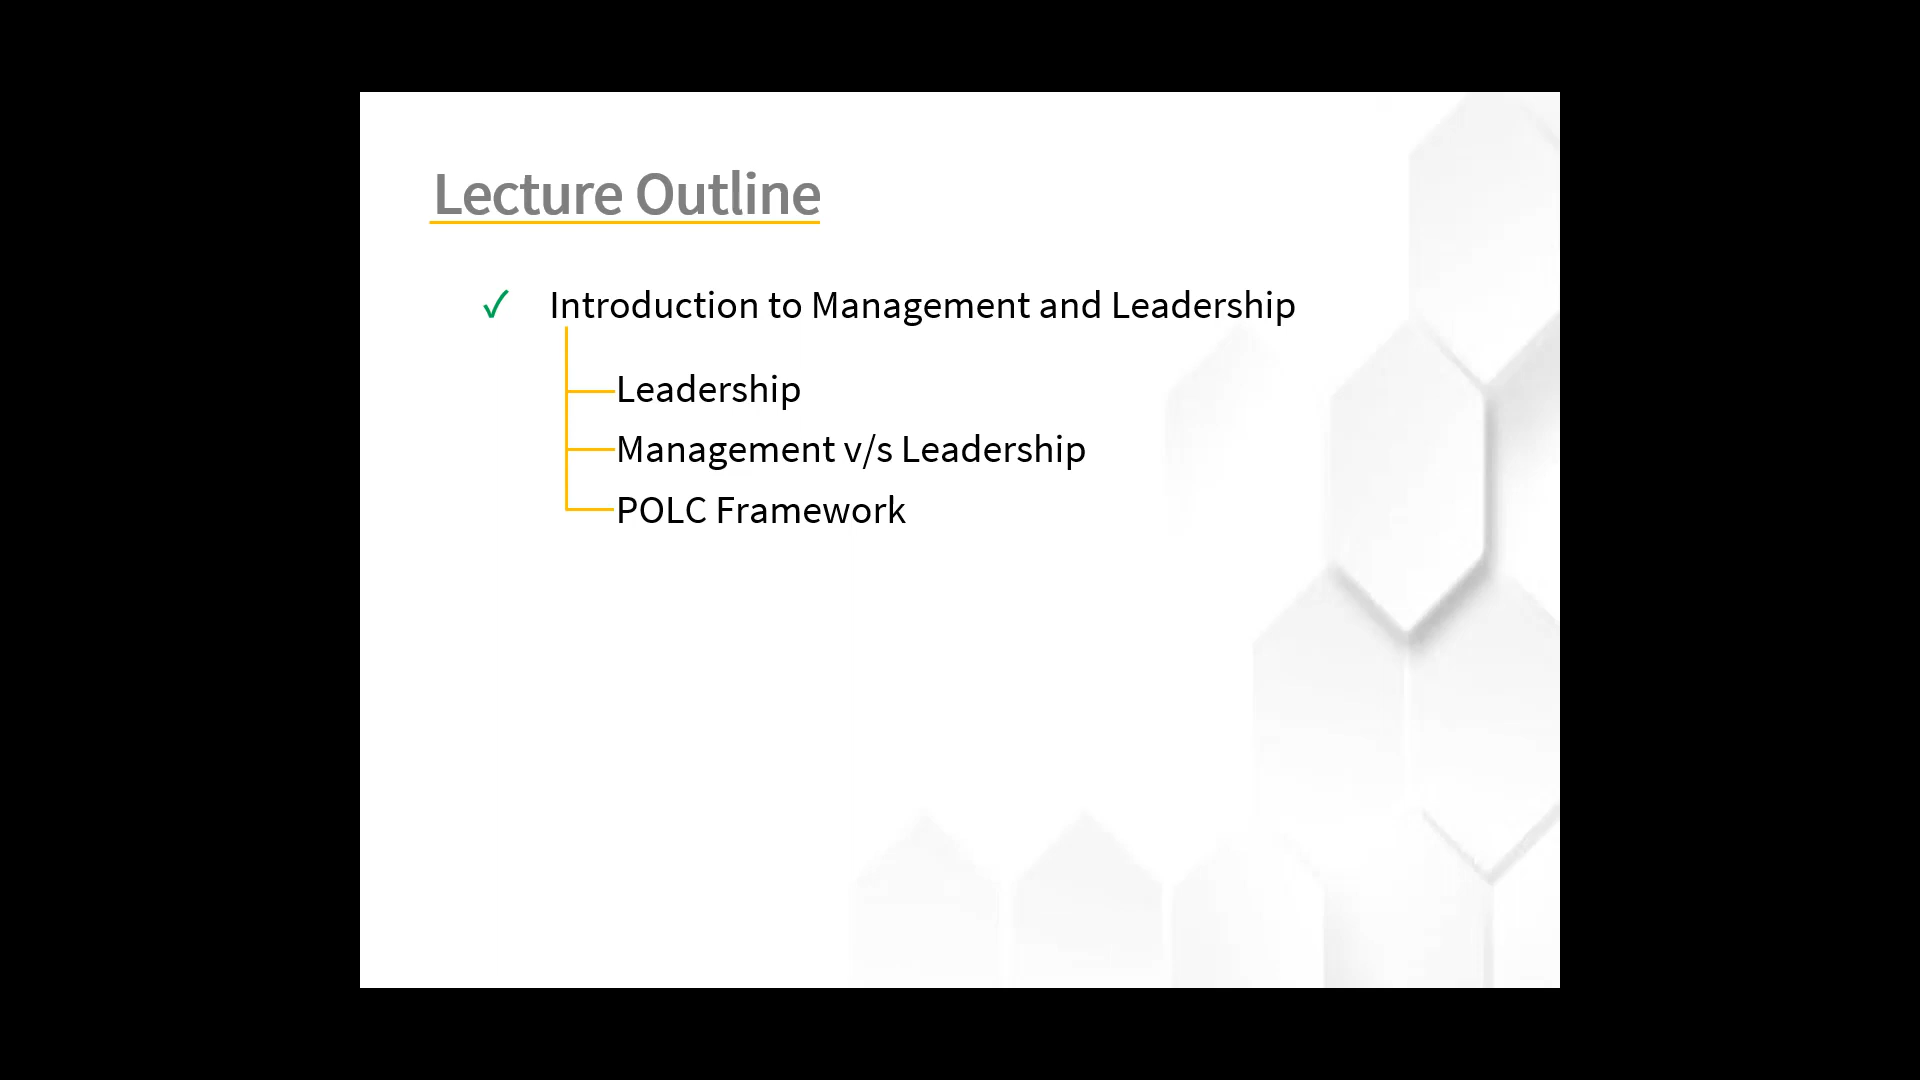 Lecture Outline
✓ Introduction to Management and Leadership
Leadership
Management v/s Leadership
POLC Framework